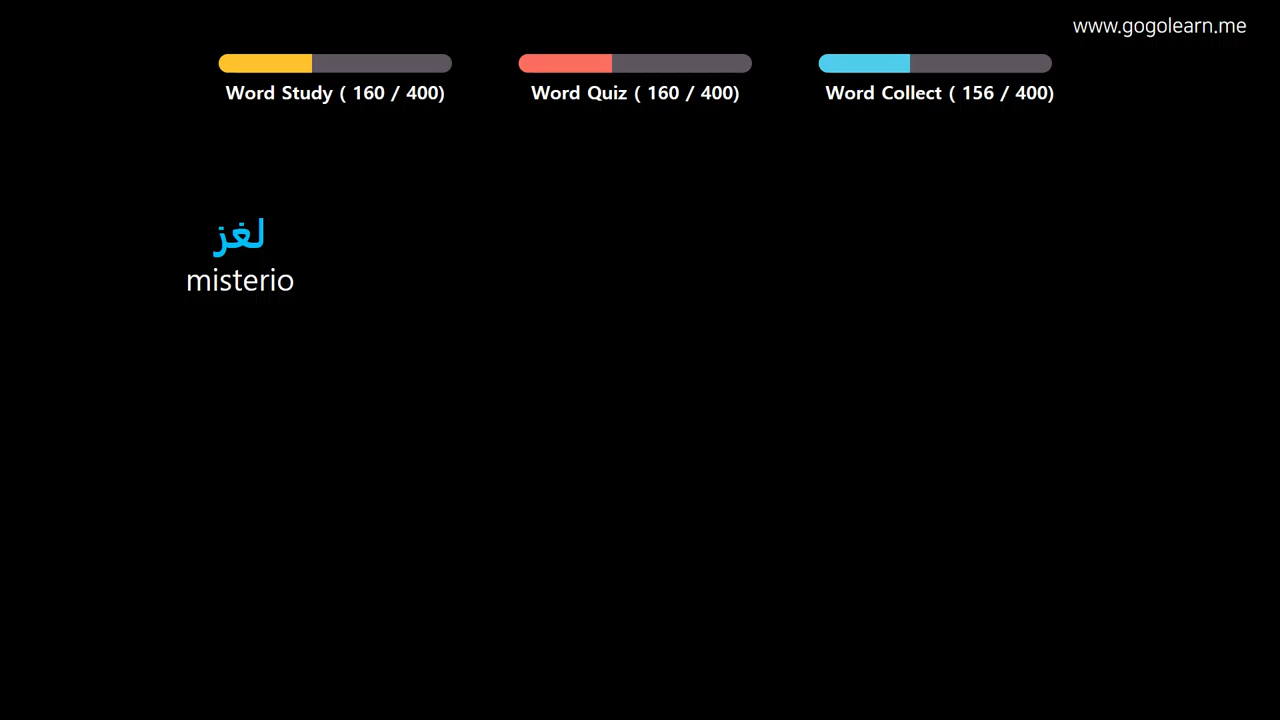 www.gogolearn.me
Word Study ( 160 / 400)
Word Quiz ( 160 / 400)
Word Collect ( 156 / 400)
لغز
misterio